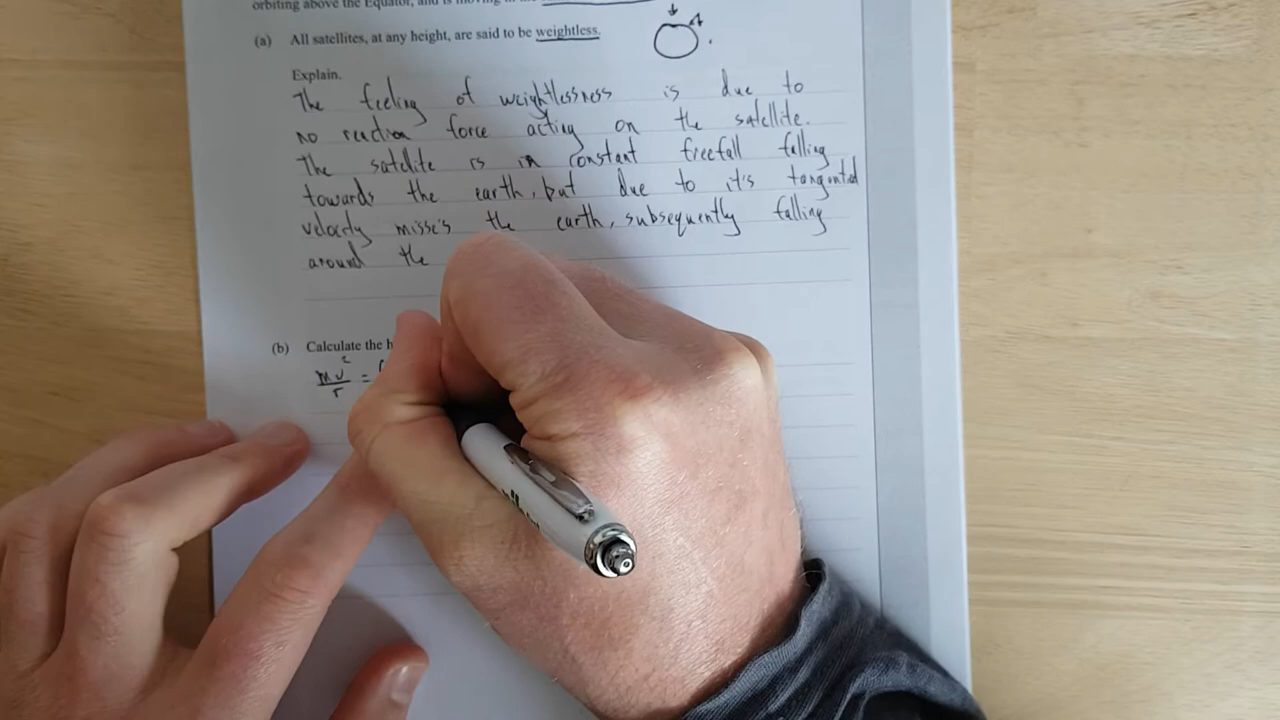 orbiting above the Equator, and is moving in the
(a) All satellites, at any height, are said to be weightless.
Explain.
The feeling of weightlessness is due to
no reaction force acting on the satellite.
The satelite is in constant freefall falling
towards the earth, but due to it's tangental
velocity misse's the earth, subsequently falling
around the
(b) Calculate the h
mv²/r =